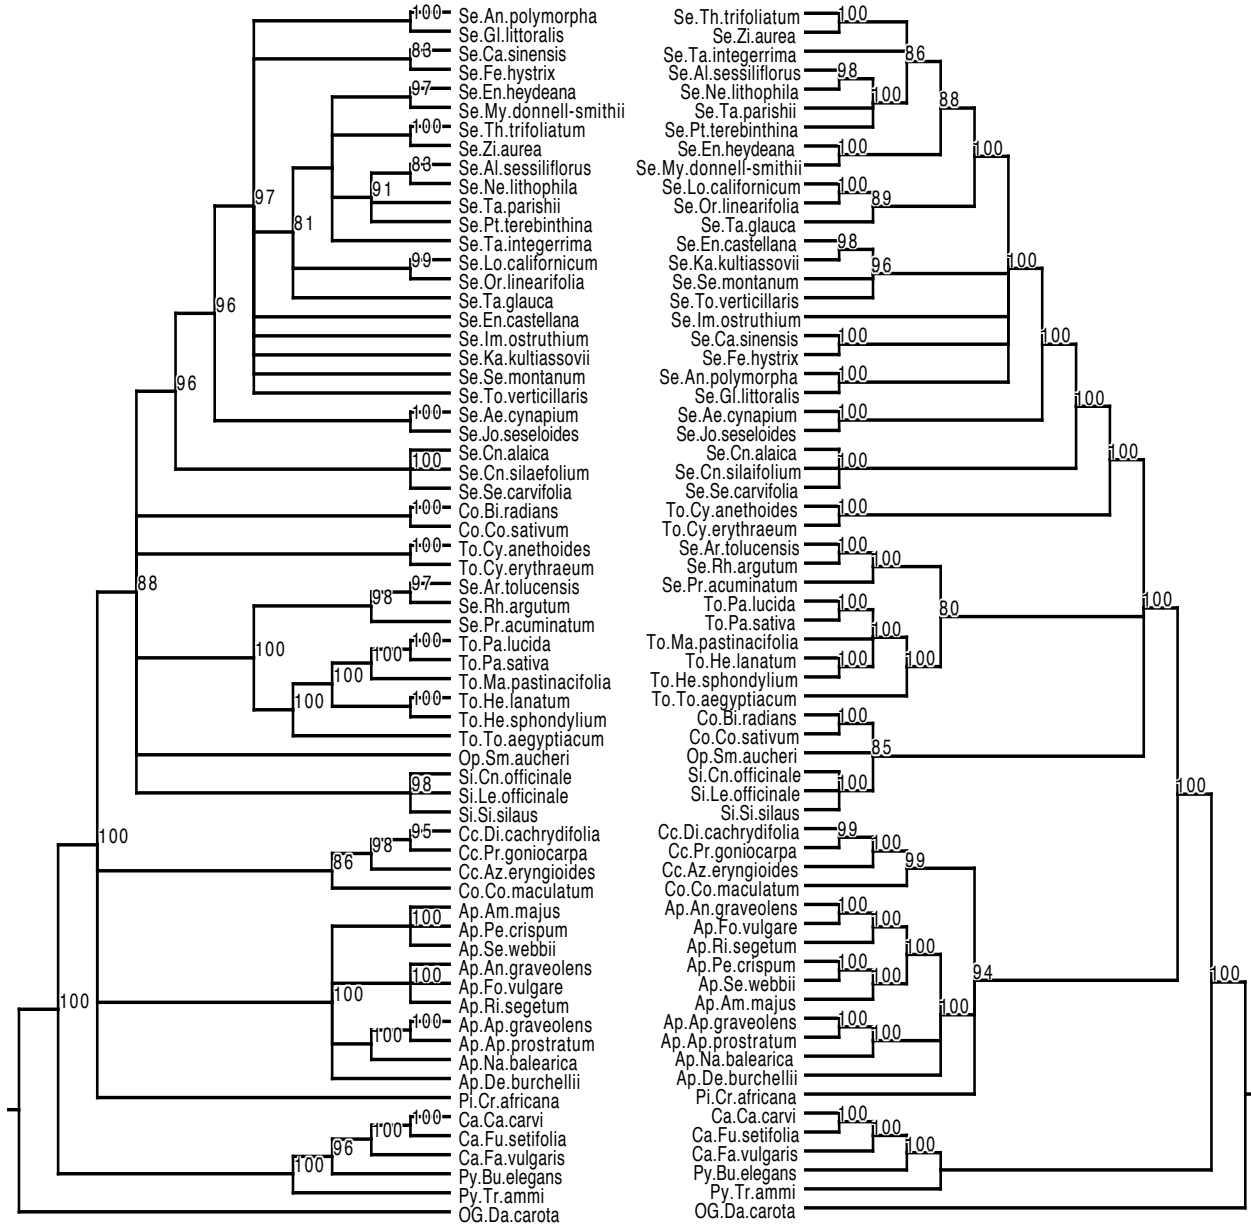 100
Se.An.polymorpha
Se.Gl.littoralis
83
Se.Ca.sinensis
Se.Fe.hystrix
97
Se.En.heydeana
Se.My.donnell-smithii
100
Se.Th.trifoliatum
Se.Zi.aurea
83
Se.Al.sessiliflorus
Se.Ne.lithophila
91
Se.Ta.parishii
Se.Pt.terebinthina
97
81
Se.Ta.integerrima
99
Se.Lo.californicum
Se.Or.linearifolia
Se.Ta.glauca
96
Se.En.castellana
Se.Im.ostruthium
Se.Ka.kultiassovii
Se.Se.montanum
96
Se.To.verticillaris
100
Se.Ae.cynapium
Se.Jo.seseloides
Se.Cn.alaica
100
Se.Cn.silaefolium
Se.Se.carvifolia
100
Co.Bi.radians
Co.Co.sativum
100
To.Cy.anethoides
To.Cy.erythraeum
88
97
Se.Ar.tolucensis
98
Se.Rh.argutum
Se.Pr.acuminatum
100
100
To.Pa.lucida
100
To.Pa.sativa
100
To.Ma.pastinacifolia
100
100
To.He.lanatum
To.He.sphondylium
To.To.aegyptiacum
Op.Sm.aucheri
Si.Cn.officinale
98
Si.Le.officinale
Si.Si.silaus
100
95
Cc.Di.cachrydifolia
98
Cc.Pr.goniocarpa
86
Cc.Az.eryngioides
Co.Co.maculatum
Ap.Am.majus
100
Ap.Pe.crispum
Ap.Se.webbii
Ap.An.graveolens
100
Ap.Fo.vulgare
100
100
Ap.Ri.segetum
100
Ap.Ap.graveolens
100
Ap.Ap.prostratum
Ap.Na.balearica
Ap.De.burchellii
Pi.Cr.africana
100
Ca.Ca.carvi
100
Ca.Fu.setifolia
96
Ca.Fa.vulgaris
100
Py.Bu.elegans
Py.Tr.ammi
OG.Da.carota
Se.Th.trifoliatum
100
Se.Zi.aurea
Se.Ta.integerrima
86
Se.Al.sessiliflorus
98
Se.Ne.lithophila
100
88
Se.Ta.parishii
Se.Pt.terebinthina
Se.En.heydeana
100
100
Se.My.donnell-smithii
Se.Lo.californicum
100
Se.Or.linearifolia
89
Se.Ta.glauca
Se.En.castellana
98
Se.Ka.kultiassovii
96
100
Se.Se.montanum
Se.To.verticillaris
Se.Im.ostruthium
Se.Ca.sinensis
100
100
Se.Fe.hystrix
Se.An.polymorpha
100
Se.Gl.littoralis
100
Se.Ae.cynapium
100
Se.Jo.seseloides
Se.Cn.alaica
100
Se.Cn.silaifolium
100
Se.Se.carvifolia
To.Cy.anethoides
100
To.Cy.erythraeum
Se.Ar.tolucensis
100
Se.Rh.argutum
100
Se.Pr.acuminatum
To.Pa.lucida
100
80
100
To.Pa.sativa
100
To.Ma.pastinacifolia
To.He.lanatum
100
100
To.He.sphondylium
To.To.aegyptiacum
Co.Bi.radians
100
Co.Co.sativum
Op.Sm.aucheri
85
Si.Cn.officinale
100
100
Si.Le.officinale
Si.Si.silaus
Cc.Di.cachrydifolia
99
Cc.Pr.goniocarpa
100
Cc.Az.eryngioides
99
Co.Co.maculatum
Ap.An.graveolens
100
Ap.Fo.vulgare
100
Ap.Ri.segetum
100
Ap.Pe.crispum
100
94
100
Ap.Se.webbii
100
Ap.Am.majus
100
Ap.Ap.graveolens
100
Ap.Ap.prostratum
100
Ap.Na.balearica
Ap.De.burchellii
Pi.Cr.africana
Ca.Ca.carvi
100
Ca.Fu.setifolia
100
Ca.Fa.vulgaris
100
Py.Bu.elegans
Py.Tr.ammi
OG.Da.carota